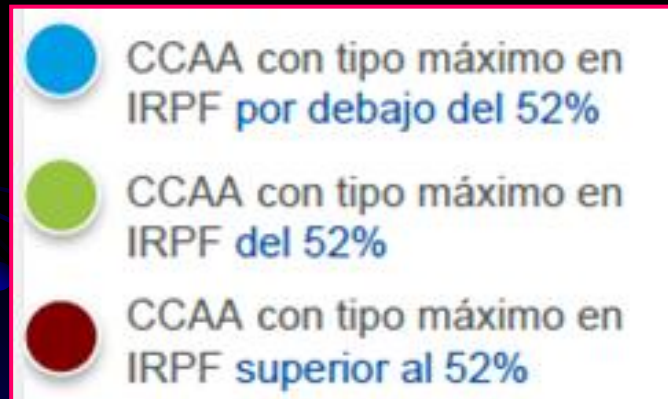 CCAA con tipo máximo en
IRPF por debajo del 52%
CCAA con tipo máximo en
IRPF del 52%
CCAA con tipo máximo en
IRPF superior al 52%